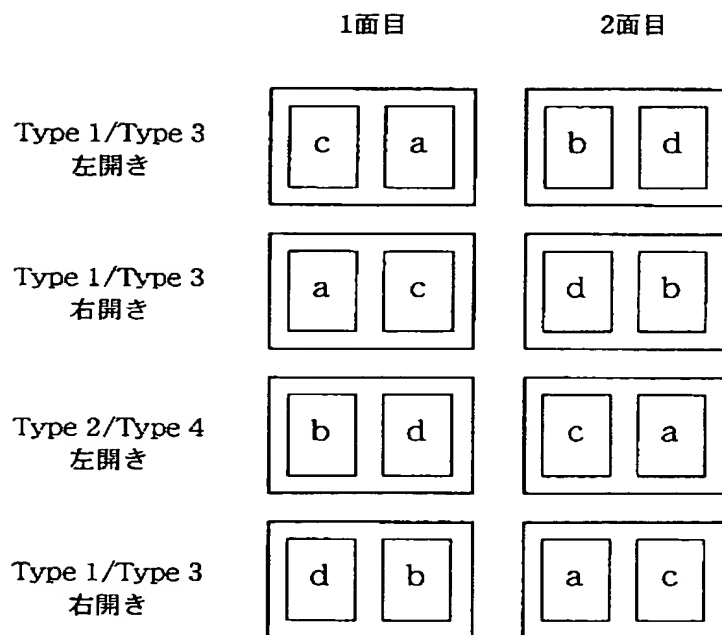 1面目 2面目
Type 1/Type 3
左開き
c a b d
Type 1/Type 3
右開き
a c d b
Type 2/Type 4
左開き
b d c a
Type 1/Type 3
右開き
d b a c